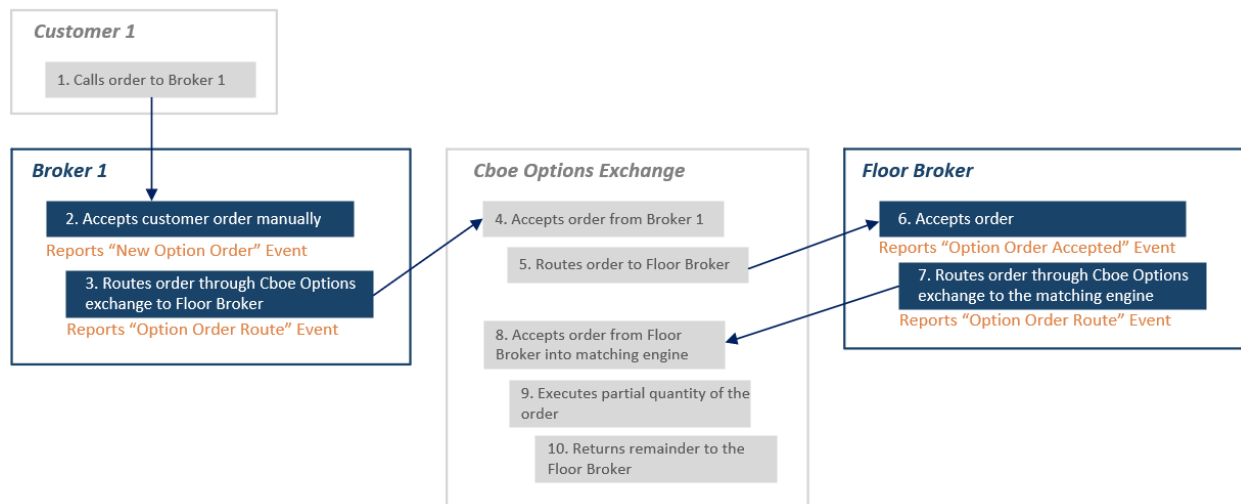 Customer 1
1. Calls order to Broker 1
Broker 1
2. Accepts customer order manually
Reports “New Option Order” Event
3. Routes order through Cboe Options
exchange to Floor Broker
Reports “Option Order Route” Event
Cboe Options Exchange
4. Accepts order from Broker 1
5. Routes order to Floor Broker
8. Accepts order from Floor
Broker into matching engine
9. Executes partial quantity of the
order
10. Returns remainder to the
Floor Broker
Floor Broker
6. Accepts order
Reports “Option Order Accepted” Event
7. Routes order through Cboe Options
exchange to the matching engine
Reports “Option Order Route” Event